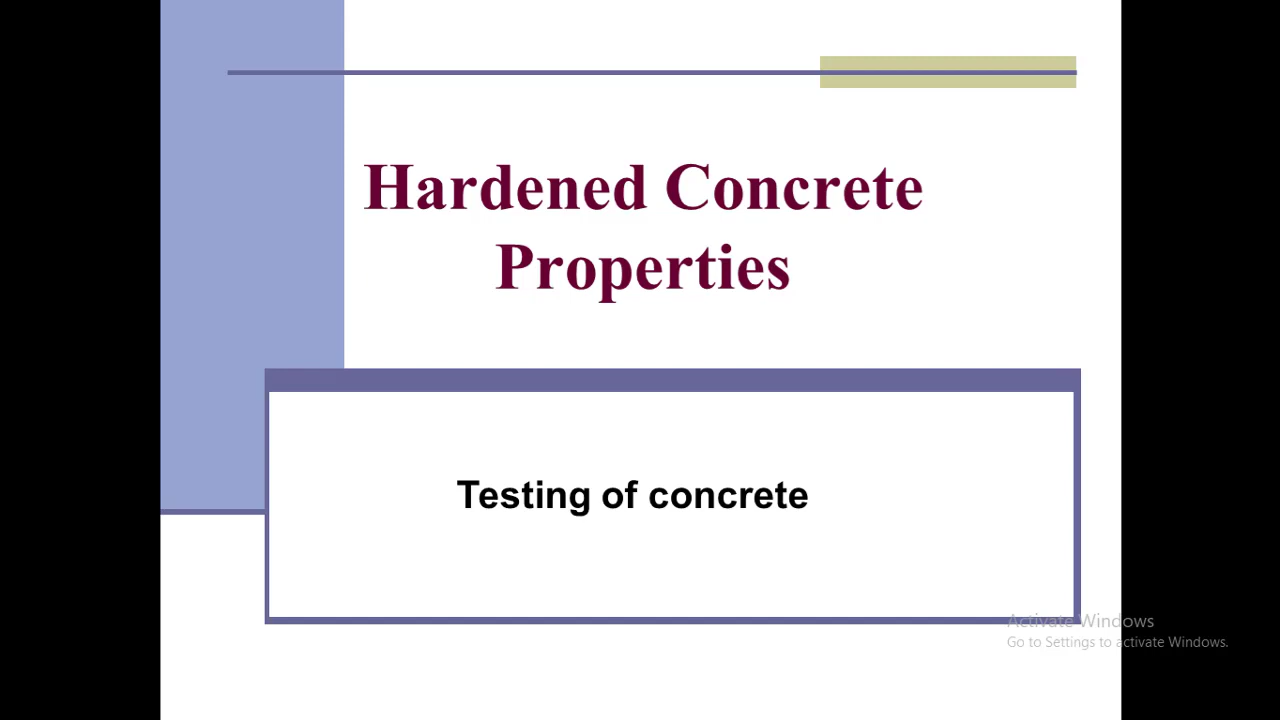 Hardened Concrete
Properties
Testing of concrete
Activate Windows
Go to Settings to activate Windows.